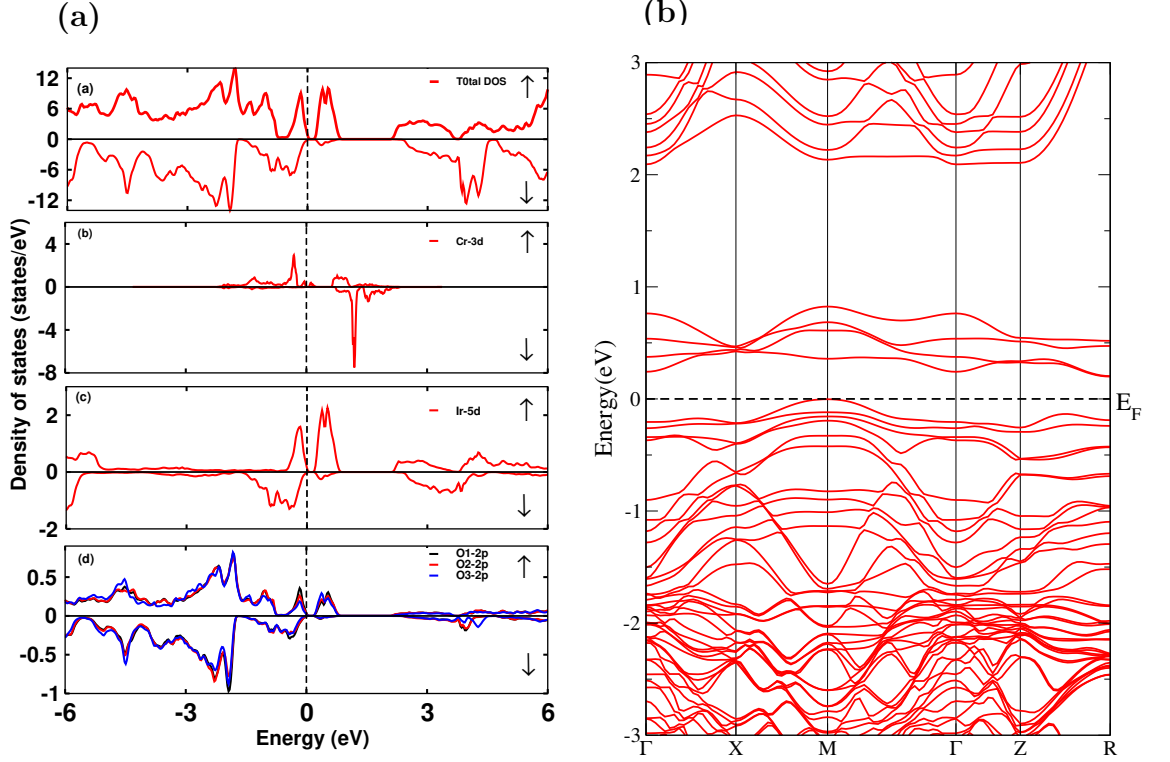 (a)
(b)
(a)
T0tal DOS
↑
12
6
0
0
-6
-12
↓
(b)
Cr-3d
↑
4
0
-4
-8
↓
(c)
Ir-5d
↑
2
0
-2
↓
(d)
O1-2p
O2-2p
O3-2p
↑
0.5
0
-0.5
-1
↓
-6 -3 0 3 6
Energy (eV)
Density of states (states/eV)
3
2
1
0
-1
-2
-3
Energy(eV)
E_F
Γ X M Γ Z R